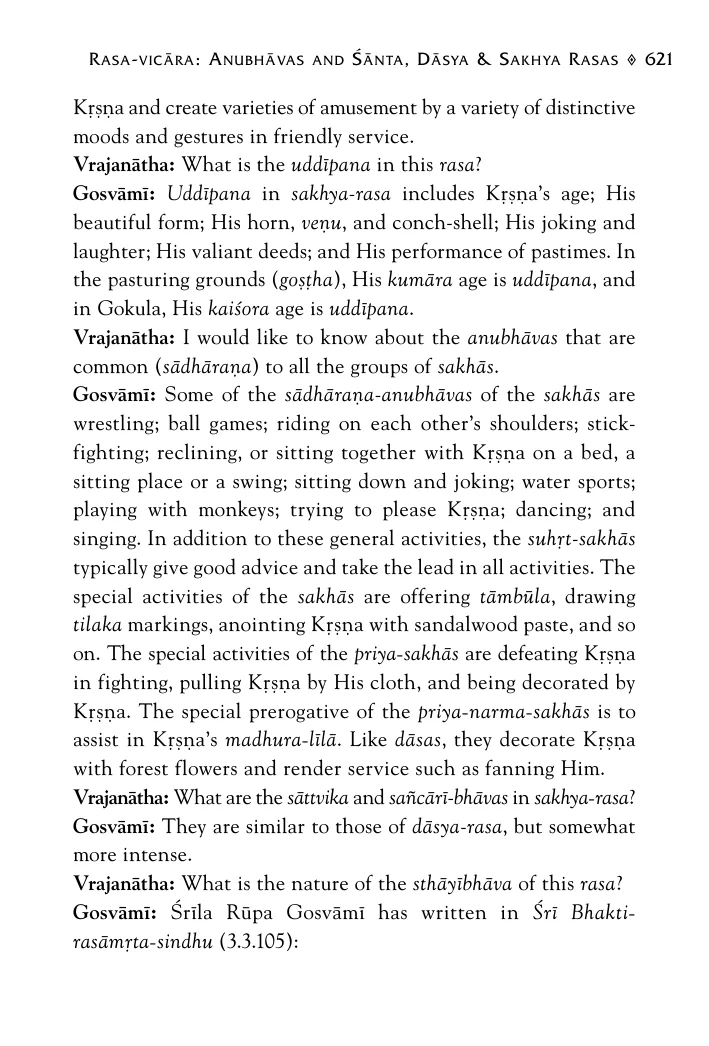 Rasa-vicāra: Anubhāvas and Śānta, Dāsya & Sakhya Rasas ◊ 621
Kṛṣṇa and create varieties of amusement by a variety of distinctive
moods and gestures in friendly service.
Vrajanātha: What is the uddīpana in this rasa?
Gosvāmī: Uddīpana in sakhya-rasa includes Kṛṣṇa's age; His
beautiful form; His horn, veṇu, and conch-shell; His joking and
laughter; His valiant deeds; and His performance of pastimes. In
the pasturing grounds (goṣṭha), His kumāra age is uddīpana, and
in Gokula, His kaiśora age is uddīpana.
Vrajanātha: I would like to know about the anubhāvas that are
common (sādhāraṇa) to all the groups of sakhās.
Gosvāmī: Some of the sādhāraṇa-anubhāvas of the sakhās are
wrestling; ball games; riding on each other's shoulders; stick-
fighting; reclining, or sitting together with Kṛṣṇa on a bed, a
sitting place or a swing; sitting down and joking; water sports;
playing with monkeys; trying to please Kṛṣṇa; dancing; and
singing. In addition to these general activities, the suhṛt-sakhās
typically give good advice and take the lead in all activities. The
special activities of the sakhās are offering tāmbūla, drawing
tilaka markings, anointing Kṛṣṇa with sandalwood paste, and so
on. The special activities of the priya-sakhās are defeating Kṛṣṇa
in fighting, pulling Kṛṣṇa by His cloth, and being decorated by
Kṛṣṇa. The special prerogative of the priya-narma-sakhās is to
assist in Kṛṣṇa's madhura-līlā. Like dāsas, they decorate Kṛṣṇa
with forest flowers and render service such as fanning Him.
Vrajanātha: What are the sāttvika and sañcārī-bhāvas in sakhya-rasa?
Gosvāmī: They are similar to those of dāsya-rasa, but somewhat
more intense.
Vrajanātha: What is the nature of the sthāyībhāva of this rasa?
Gosvāmī: Śrīla Rūpa Gosvāmī has written in Śrī Bhakti-
rasāmṛta-sindhu (3.3.105):